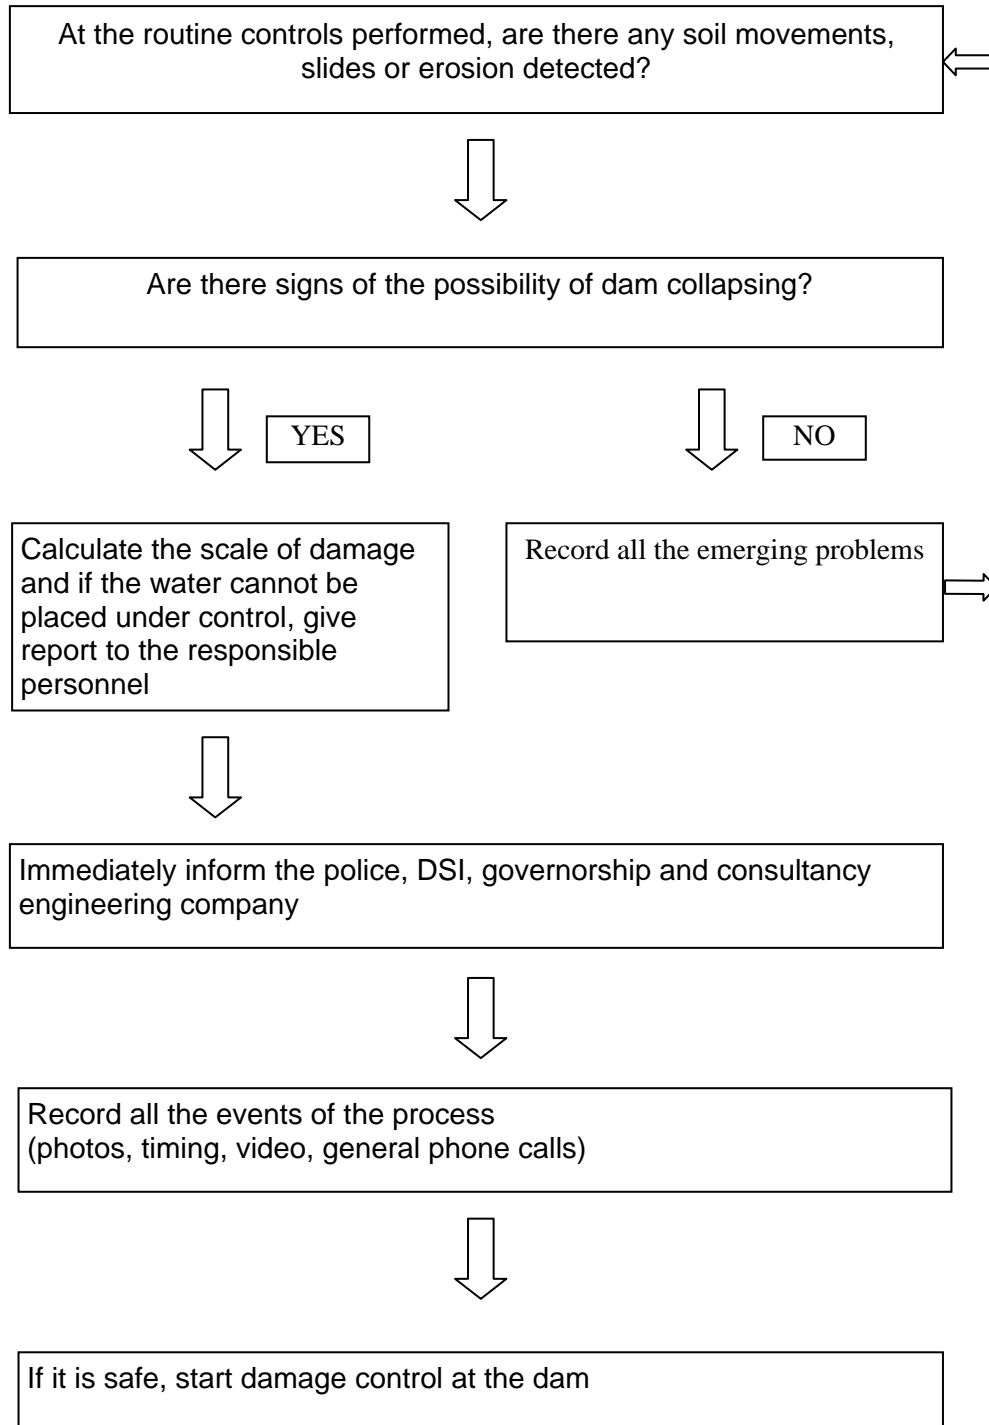 At the routine controls performed, are there any soil movements,
slides or erosion detected?
Are there signs of the possibility of dam collapsing?
YES
NO
Calculate the scale of damage
and if the water cannot be
placed under control, give
report to the responsible
personnel
Record all the emerging problems
Immediately inform the police, DSI, governorship and consultancy
engineering company
Record all the events of the process
(photos, timing, video, general phone calls)
If it is safe, start damage control at the dam